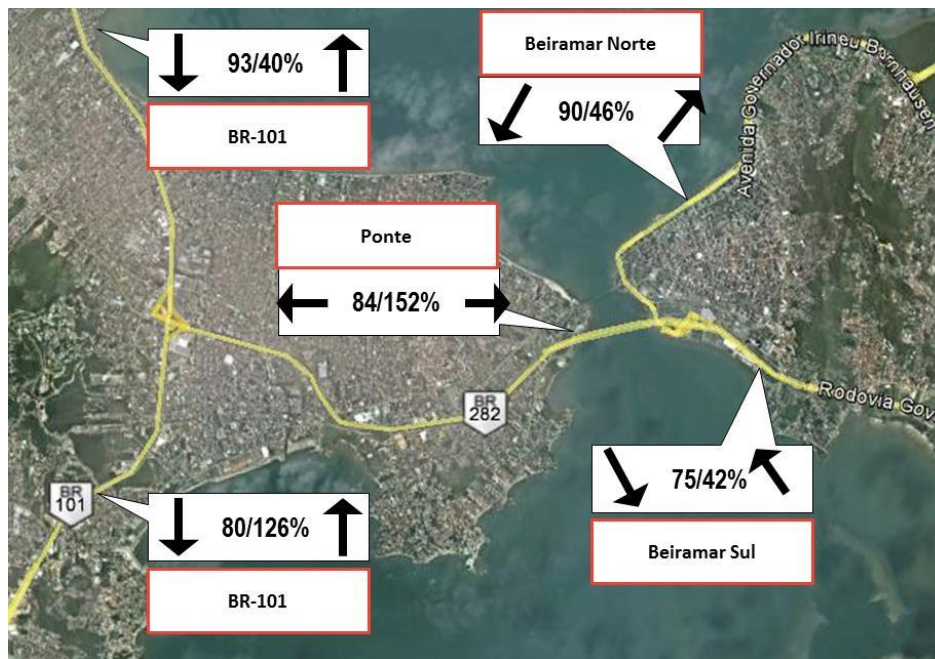 93/40%
BR-101
Beiramar Norte
90/46%
Avenida Governador Irineu Bornhausen
Ponte
84/152%
BR
282
Rodovia Gov
75/42%
Beiramar Sul
BR
101
80/126%
BR-101